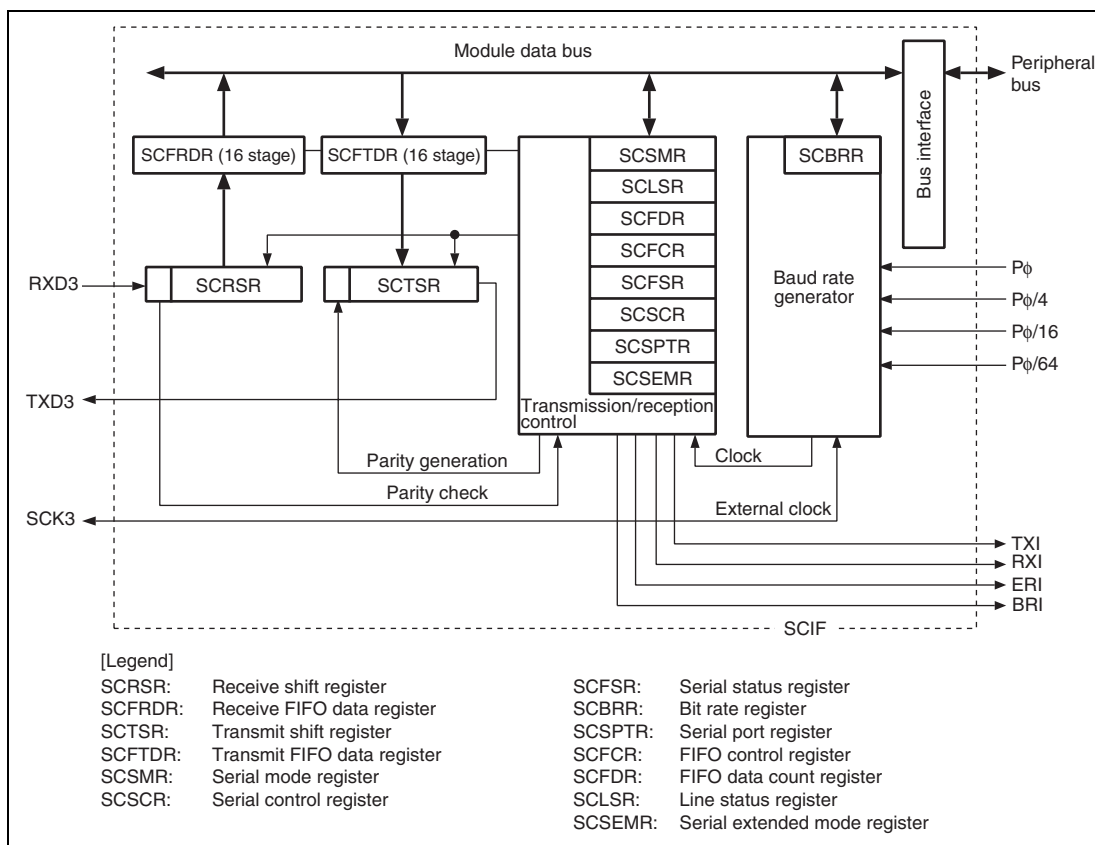 Module data bus
Peripheral
bus
Bus interface
SCFRDR (16 stage)
SCFTDR (16 stage)
SCSMR
SCLSR
SCFDR
SCFCR
SCFSR
SCSCR
SCSPTR
SCSEMR
Transmission/reception
control
SCBRR
Baud rate
generator
Pφ
Pφ/4
Pφ/16
Pφ/64
RXD3
SCRSR
SCTSR
TXD3
Parity generation
Parity check
Clock
SCK3
External clock
TXI
RXI
ERI
BRI
SCIF
[Legend]
SCRSR: Receive shift register
SCFRDR: Receive FIFO data register
SCTSR: Transmit shift register
SCFTDR: Transmit FIFO data register
SCSMR: Serial mode register
SCSCR: Serial control register
SCFSR: Serial status register
SCBRR: Bit rate register
SCSPTR: Serial port register
SCFCR: FIFO control register
SCFDR: FIFO data count register
SCLSR: Line status register
SCSEMR: Serial extended mode register